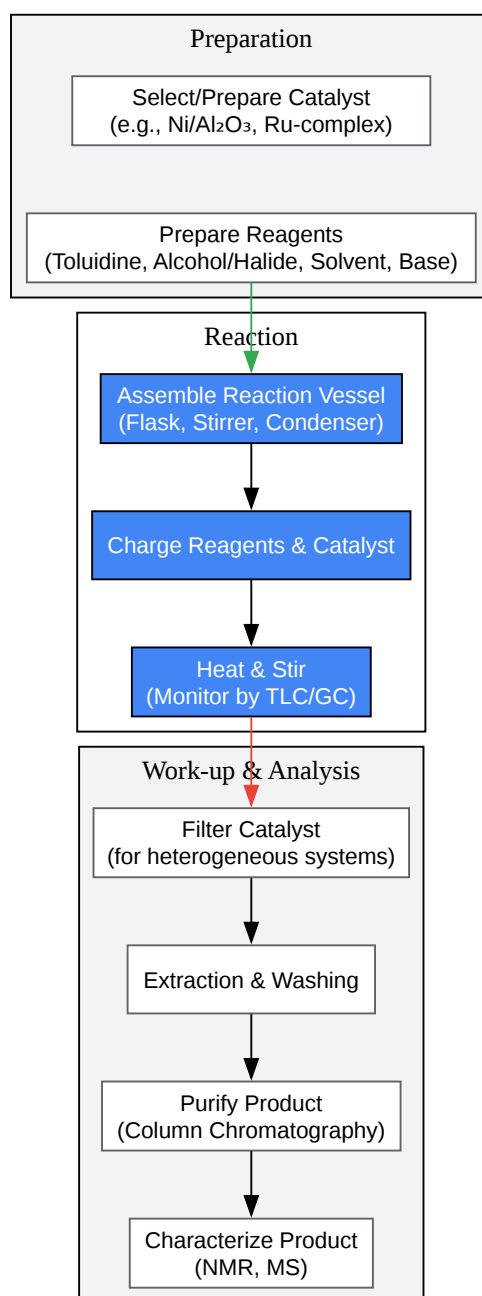 Preparation
Select/Prepare Catalyst
(e.g., Ni/Al₂O₃, Ru-complex)
Prepare Reagents
(Toluidine, Alcohol/Halide, Solvent, Base)
Reaction
Assemble Reaction Vessel
(Flask, Stirrer, Condenser)
Charge Reagents & Catalyst
Heat & Stir
(Monitor by TLC/GC)
Work-up & Analysis
Filter Catalyst
(for heterogeneous systems)
Extraction & Washing
Purify Product
(Column Chromatography)
Characterize Product
(NMR, MS)